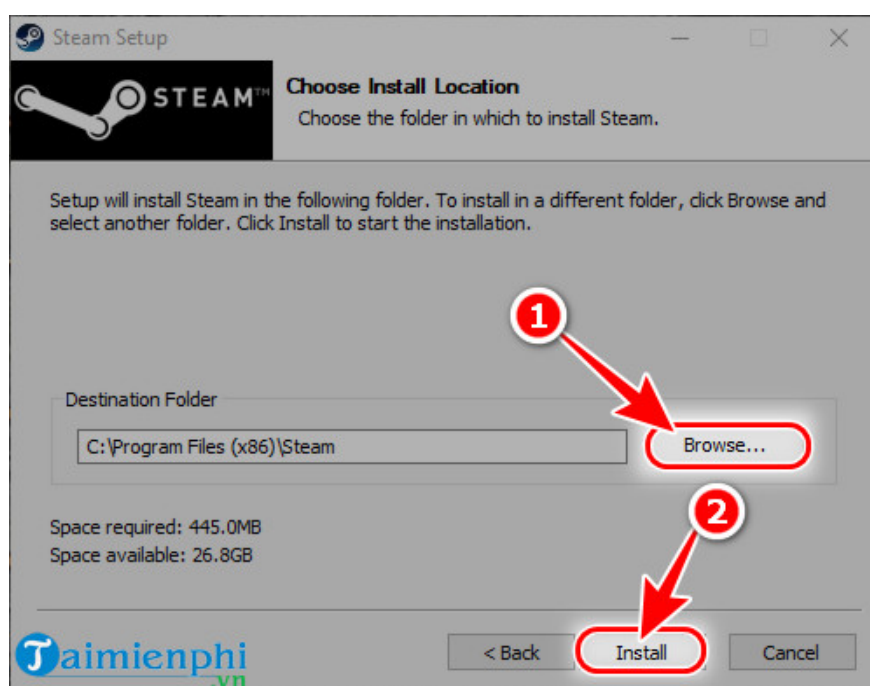 Steam Setup
STEAM™
Choose Install Location
Choose the folder in which to install Steam.
Setup will install Steam in the following folder. To install in a different folder, click Browse and
select another folder. Click Install to start the installation.
1
Destination Folder
C:\Program Files (x86)\Steam
Browse...
Space required: 445.0MB
Space available: 26.8GB
2
Taimienphi
.vn
< Back
Install
Cancel